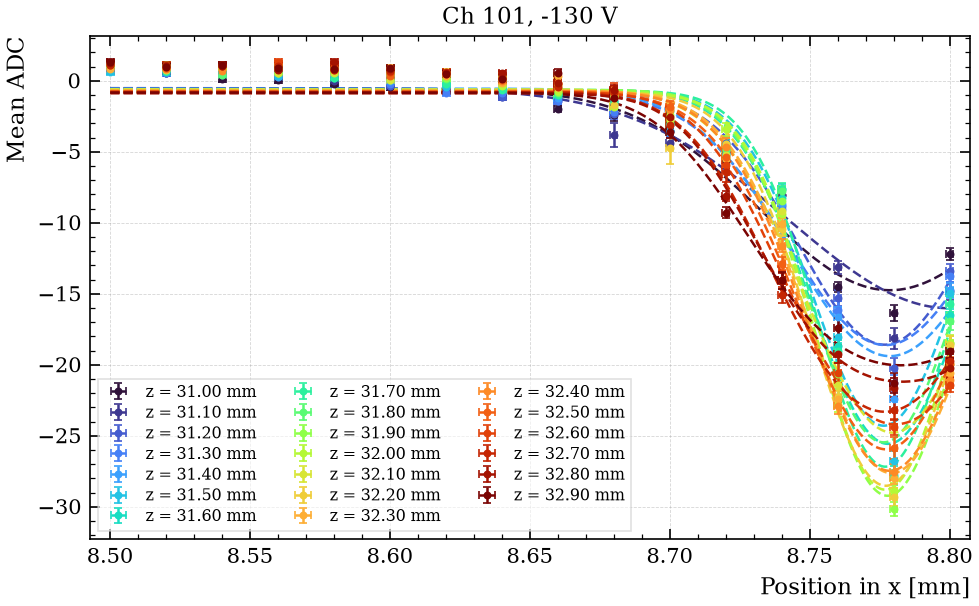 Ch 101, -130 V
Mean ADC
0
−5
−10
−15
−20
−25
−30
z = 31.00 mm
z = 31.10 mm
z = 31.20 mm
z = 31.30 mm
z = 31.40 mm
z = 31.50 mm
z = 31.60 mm
z = 31.70 mm
z = 31.80 mm
z = 31.90 mm
z = 32.00 mm
z = 32.10 mm
z = 32.20 mm
z = 32.30 mm
z = 32.40 mm
z = 32.50 mm
z = 32.60 mm
z = 32.70 mm
z = 32.80 mm
z = 32.90 mm
8.50 8.55 8.60 8.65 8.70 8.75 8.80
Position in x [mm]